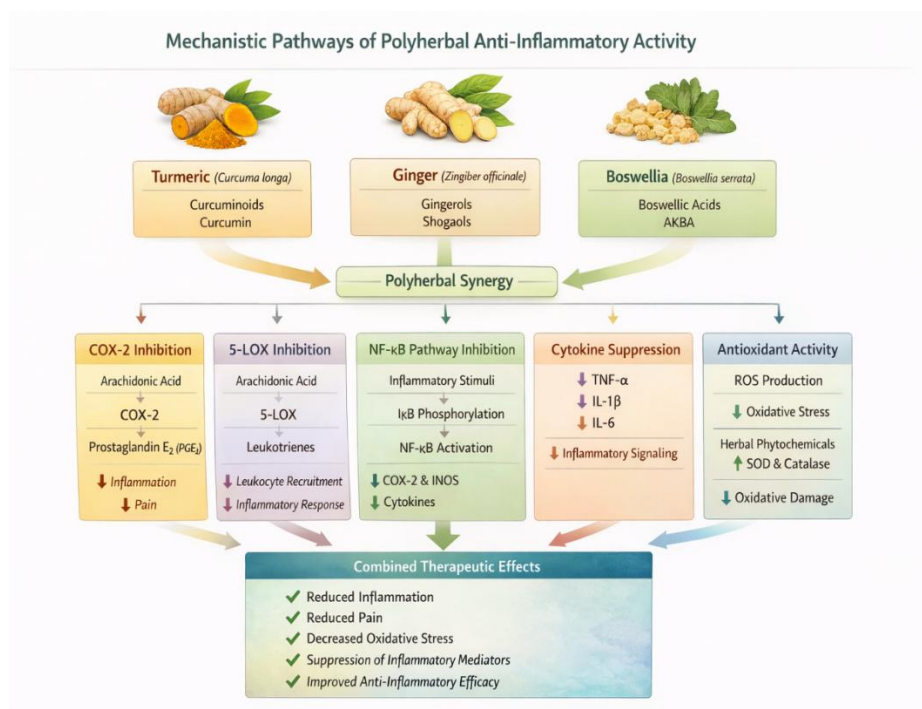 Mechanistic Pathways of Polyherbal Anti-Inflammatory Activity
Turmeric (Curcuma longa)
Curcuminoids
Curcumin
Ginger (Zingiber officinale)
Gingerols
Shogaols
Boswellia (Boswellia serrata)
Boswellic Acids
AKBA
Polyherbal Synergy
COX-2 Inhibition
Arachidonic Acid
COX-2
Prostaglandin E₂ (PGE₂)
↓ Inflammation
↓ Pain
5-LOX Inhibition
Arachidonic Acid
5-LOX
Leukotrienes
↓ Leukocyte Recruitment
↓ Inflammatory Response
NF-κB Pathway Inhibition
Inflammatory Stimuli
IκB Phosphorylation
NF-κB Activation
↓ COX-2 & INOS
↓ Cytokines
Cytokine Suppression
↓ TNF-α
↓ IL-1β
↓ IL-6
↓ Inflammatory Signaling
Antioxidant Activity
ROS Production
↓ Oxidative Stress
Herbal Phytochemicals
↑ SOD & Catalase
↓ Oxidative Damage
Combined Therapeutic Effects
✓ Reduced Inflammation
✓ Reduced Pain
✓ Decreased Oxidative Stress
✓ Suppression of Inflammatory Mediators
✓ Improved Anti-Inflammatory Efficacy